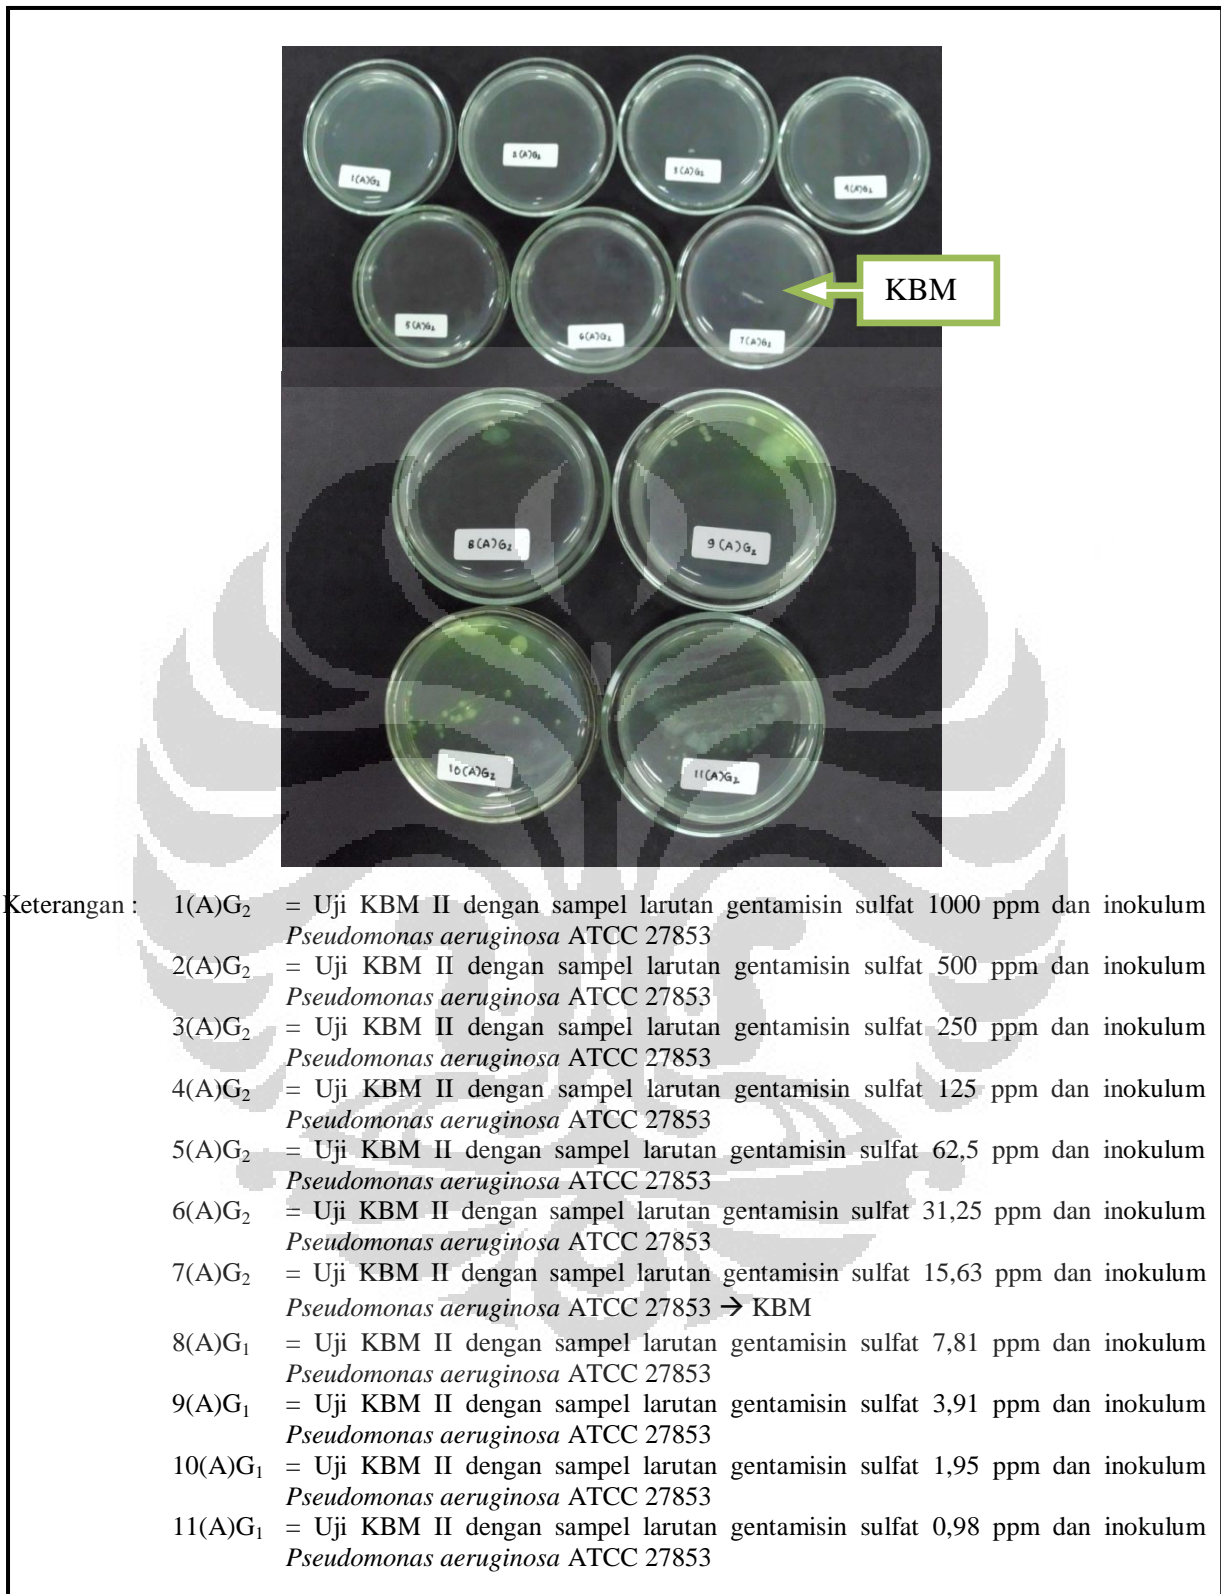 1(A)G2
2(A)G2
3(A)G2
4(A)G2
5(A)G2
6(A)G2
7(A)G2
KBM
8(A)G2
9(A)G2
10(A)G2
11(A)G2
Keterangan : 1(A)G₂ = Uji KBM II dengan sampel larutan gentamisin sulfat 1000 ppm dan inokulum
Pseudomonas aeruginosa ATCC 27853
2(A)G₂ = Uji KBM II dengan sampel larutan gentamisin sulfat 500 ppm dan inokulum
Pseudomonas aeruginosa ATCC 27853
3(A)G₂ = Uji KBM II dengan sampel larutan gentamisin sulfat 250 ppm dan inokulum
Pseudomonas aeruginosa ATCC 27853
4(A)G₂ = Uji KBM II dengan sampel larutan gentamisin sulfat 125 ppm dan inokulum
Pseudomonas aeruginosa ATCC 27853
5(A)G₂ = Uji KBM II dengan sampel larutan gentamisin sulfat 62,5 ppm dan inokulum
Pseudomonas aeruginosa ATCC 27853
6(A)G₂ = Uji KBM II dengan sampel larutan gentamisin sulfat 31,25 ppm dan inokulum
Pseudomonas aeruginosa ATCC 27853
7(A)G₂ = Uji KBM II dengan sampel larutan gentamisin sulfat 15,63 ppm dan inokulum
Pseudomonas aeruginosa ATCC 27853 → KBM
8(A)G₁ = Uji KBM II dengan sampel larutan gentamisin sulfat 7,81 ppm dan inokulum
Pseudomonas aeruginosa ATCC 27853
9(A)G₁ = Uji KBM II dengan sampel larutan gentamisin sulfat 3,91 ppm dan inokulum
Pseudomonas aeruginosa ATCC 27853
10(A)G₁ = Uji KBM II dengan sampel larutan gentamisin sulfat 1,95 ppm dan inokulum
Pseudomonas aeruginosa ATCC 27853
11(A)G₁ = Uji KBM II dengan sampel larutan gentamisin sulfat 0,98 ppm dan inokulum
Pseudomonas aeruginosa ATCC 27853